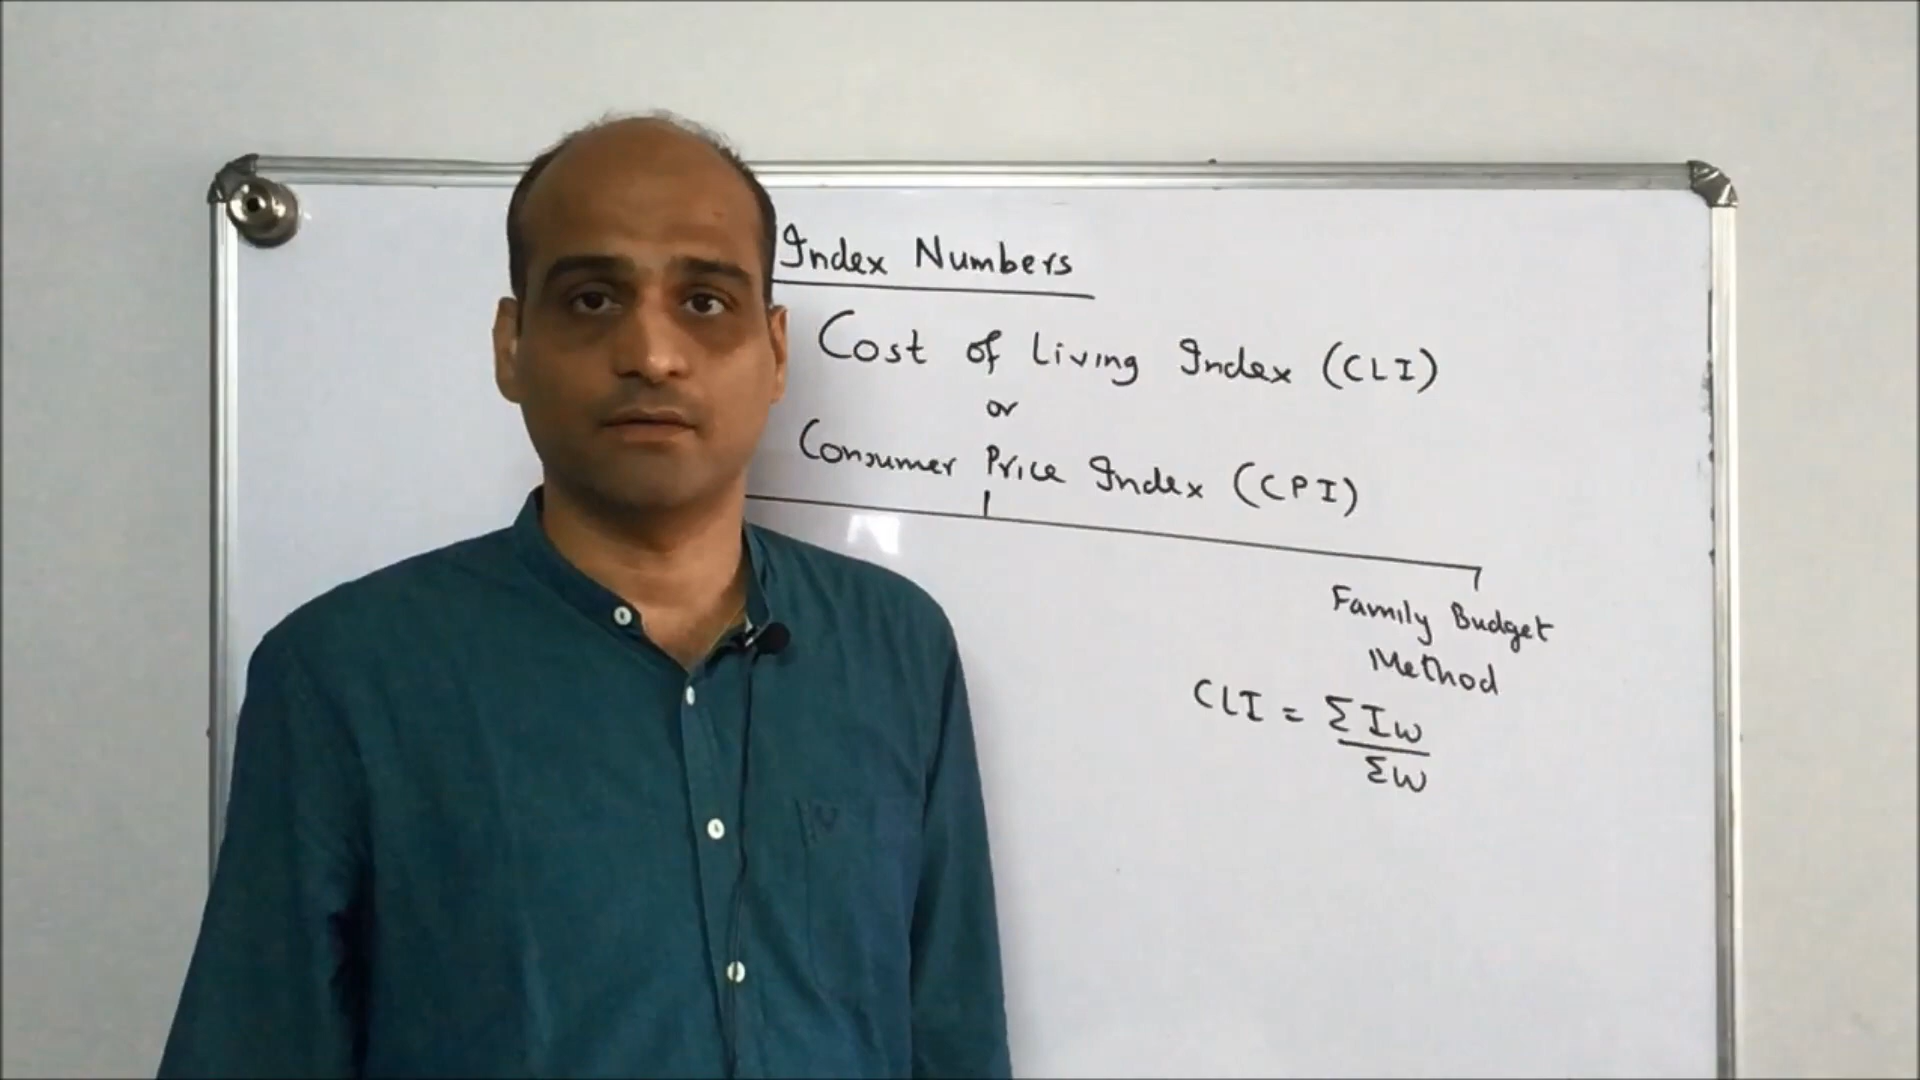 Index Numbers
Cost of Living Index (CLI)
or
Consumer Price Index (CPI)
Family Budget
Method
CLI = ΣIW
ΣW